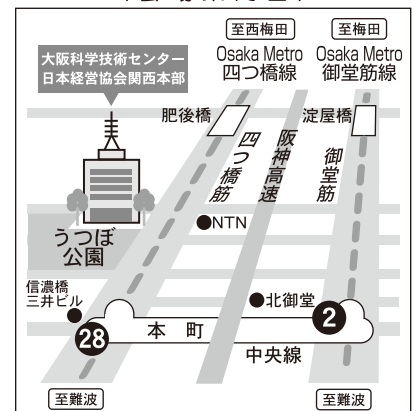 至西梅田
至梅田
Osaka Metro
四つ橋線
Osaka Metro
御堂筋線
大阪科学技術センター
日本経営協会関西本部
肥後橋
淀屋橋
四つ橋筋
阪神高速
御堂筋
うつぼ
公園
●NTN
信濃橋
三井ビル
●北御堂
2
28
本町
中央線
至難波
至難波